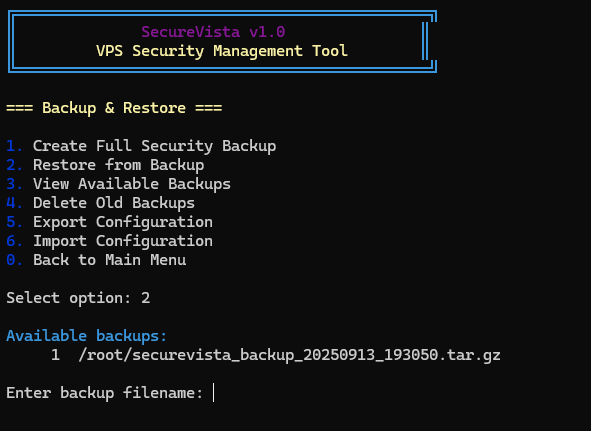 SecureVista v1.0
VPS Security Management Tool
=== Backup & Restore ===
1. Create Full Security Backup
2. Restore from Backup
3. View Available Backups
4. Delete Old Backups
5. Export Configuration
6. Import Configuration
0. Back to Main Menu
Select option: 2
Available backups:
1 /root/securevista_backup_20250913_193050.tar.gz
Enter backup filename: